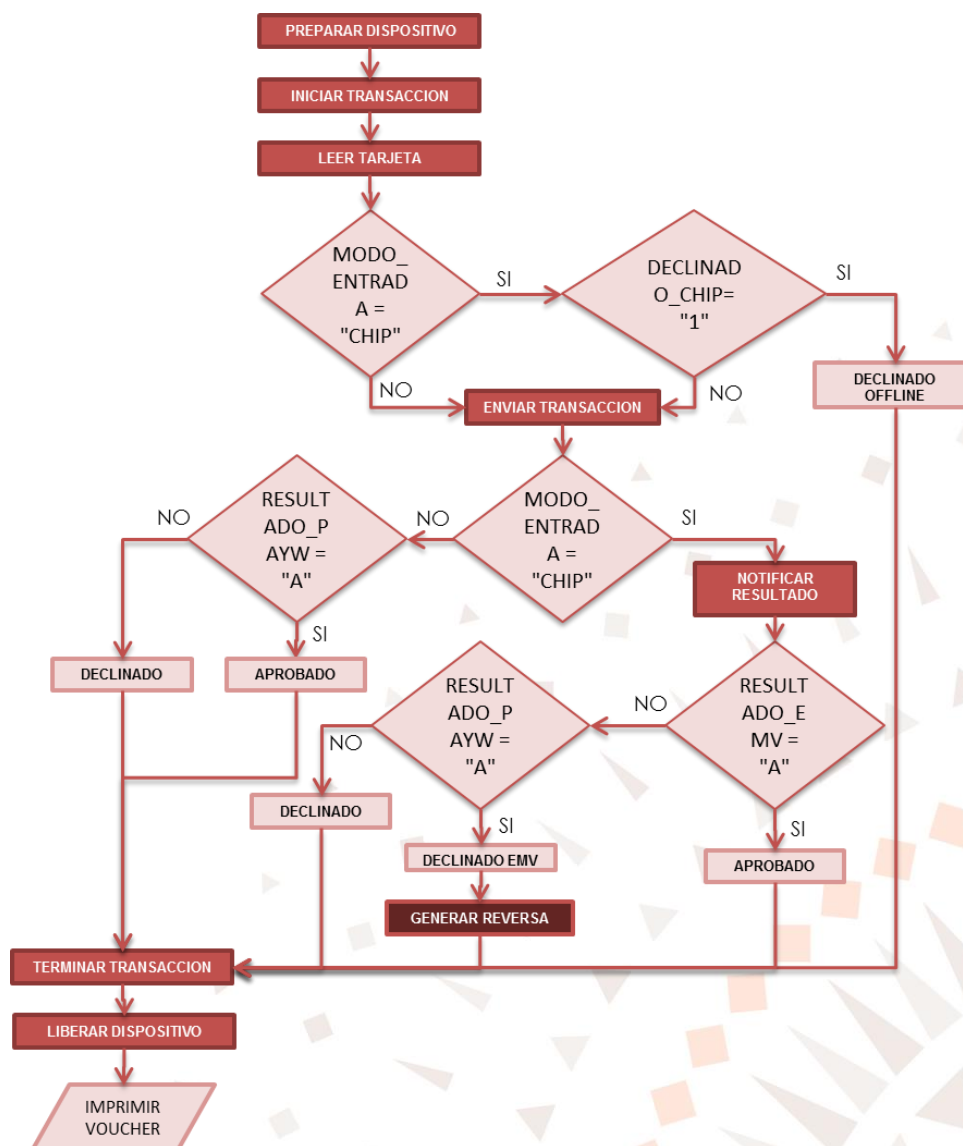 PREPARAR DISPOSITIVO
INICIAR TRANSACCION
LEER TARJETA
MODO_
ENTRAD
A =
"CHIP"
SI
DECLINAD
O_CHIP=
"1"
SI
NO
NO
DECLINADO
OFFLINE
ENVIAR TRANSACCION
RESULT
ADO_P
AYW =
"A"
NO
NO
MODO_
ENTRAD
A =
"CHIP"
SI
NOTIFICAR
RESULTADO
SI
DECLINADO
APROBADO
RESULT
ADO_P
AYW =
"A"
NO
NO
RESULT
ADO_E
MV =
"A"
DECLINADO
SI
SI
DECLINADO EMV
APROBADO
GENERAR REVERSA
TERMINAR TRANSACCION
LIBERAR DISPOSITIVO
IMPRIMIR
VOUCHER